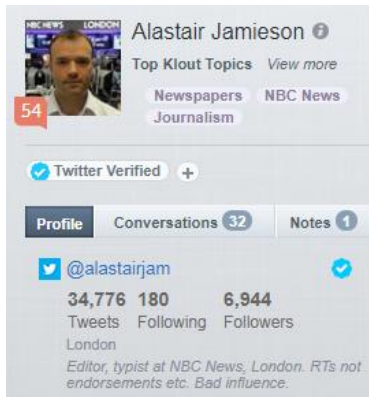 NBC NEWS LONDON
Alastair Jamieson
Top Klout Topics View more
Newspapers NBC News
Journalism
54
Twitter Verified +
Profile Conversations 32 Notes 1
@alastairjam
34,776 180 6,944
Tweets Following Followers
London
Editor, typist at NBC News, London. RTs not
endorsements etc. Bad influence.